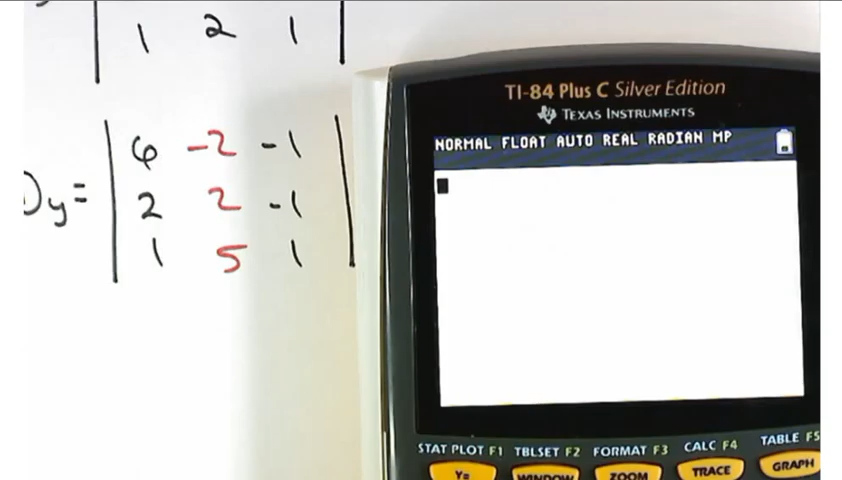 1 2 1
Dy= | 6 -2 -1 |
| 2 2 -1 |
| 1 5 1 |
TI-84 Plus C Silver Edition
TEXAS INSTRUMENTS
NORMAL FLOAT AUTO REAL RADIAN MP
STAT PLOT F1 TBLSET F2 FORMAT F3 CALC F4 TABLE F5
Y= WINDOW ZOOM TRACE GRAPH